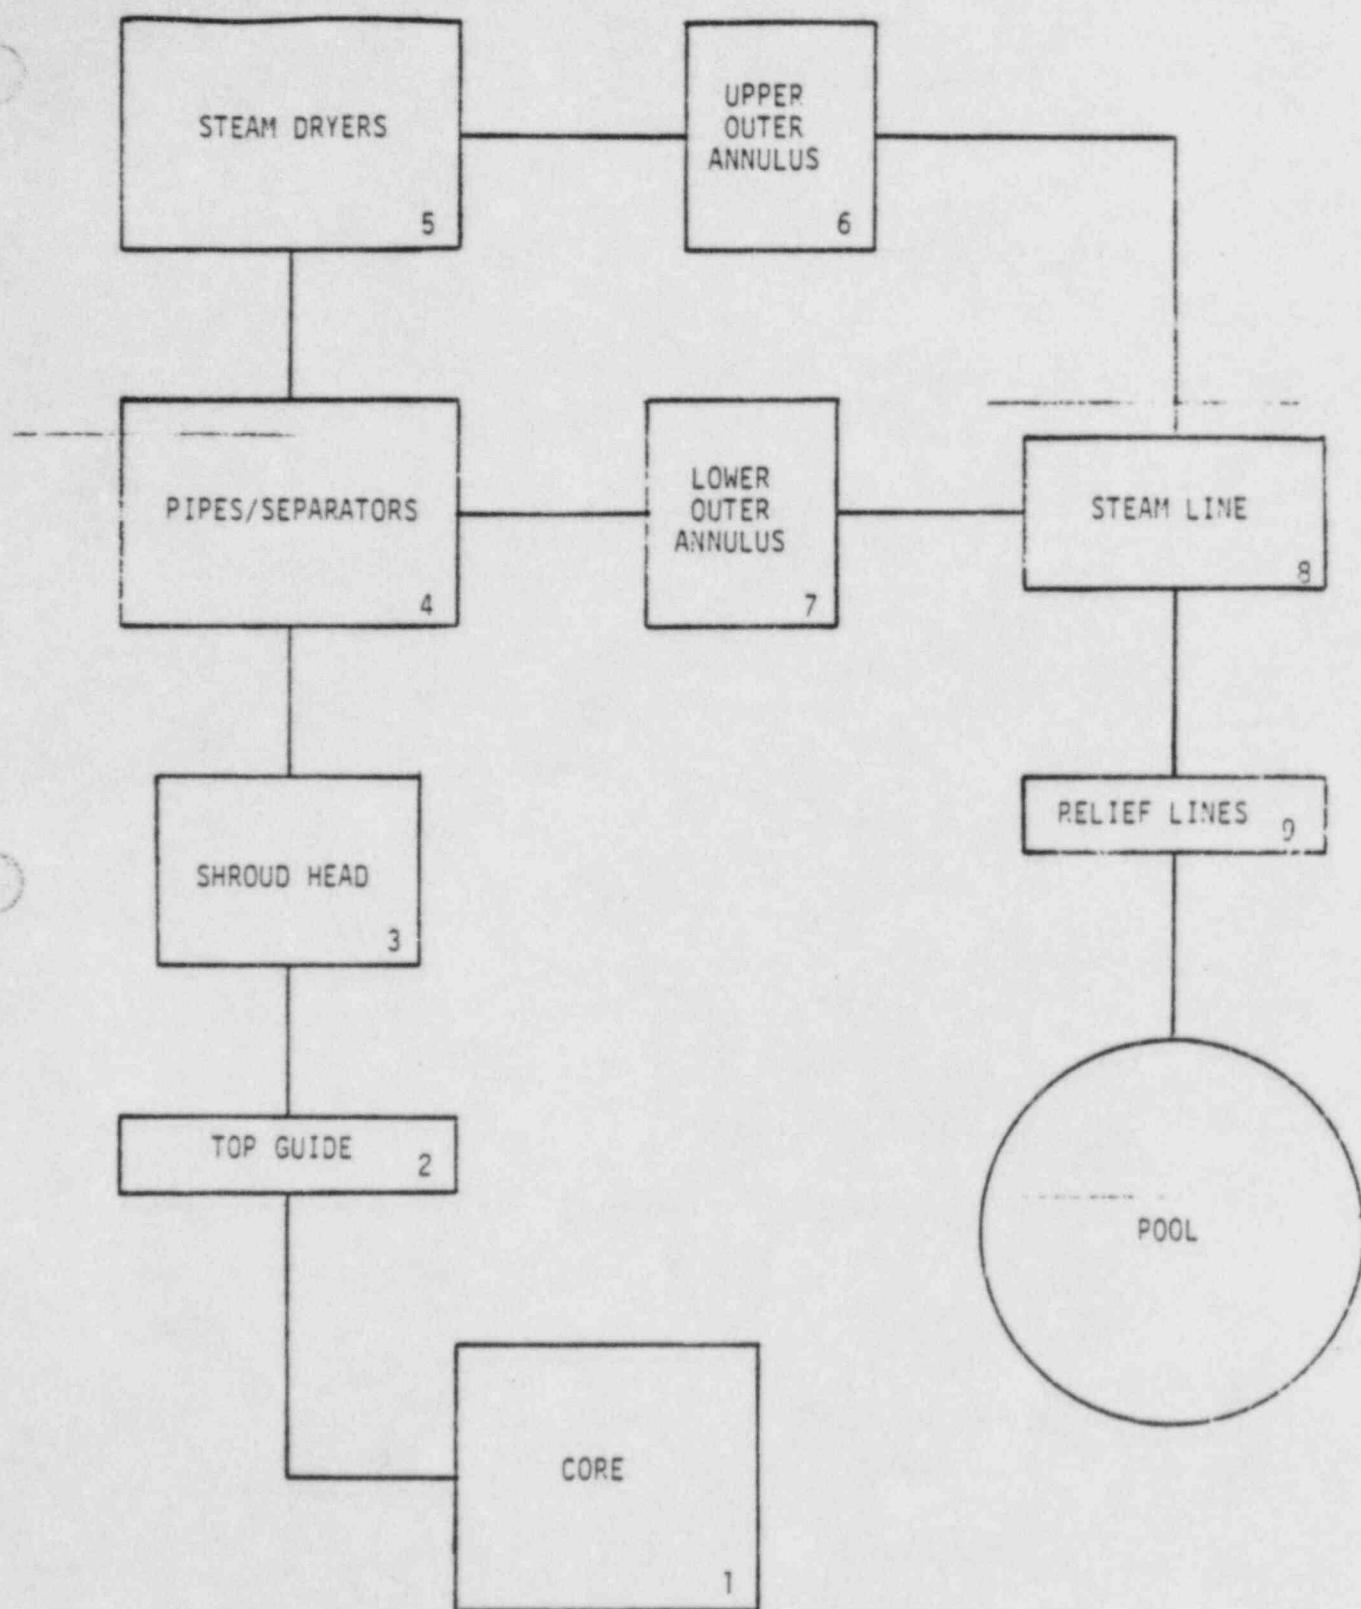 STEAM DRYERS
5
UPPER
OUTER
ANNULUS
6
PIPES/SEPARATORS
4
LOWER
OUTER
ANNULUS
7
STEAM LINE
8
SHROUD HEAD
3
RELIEF LINES
9
TOP GUIDE
2
POOL
CORE
1